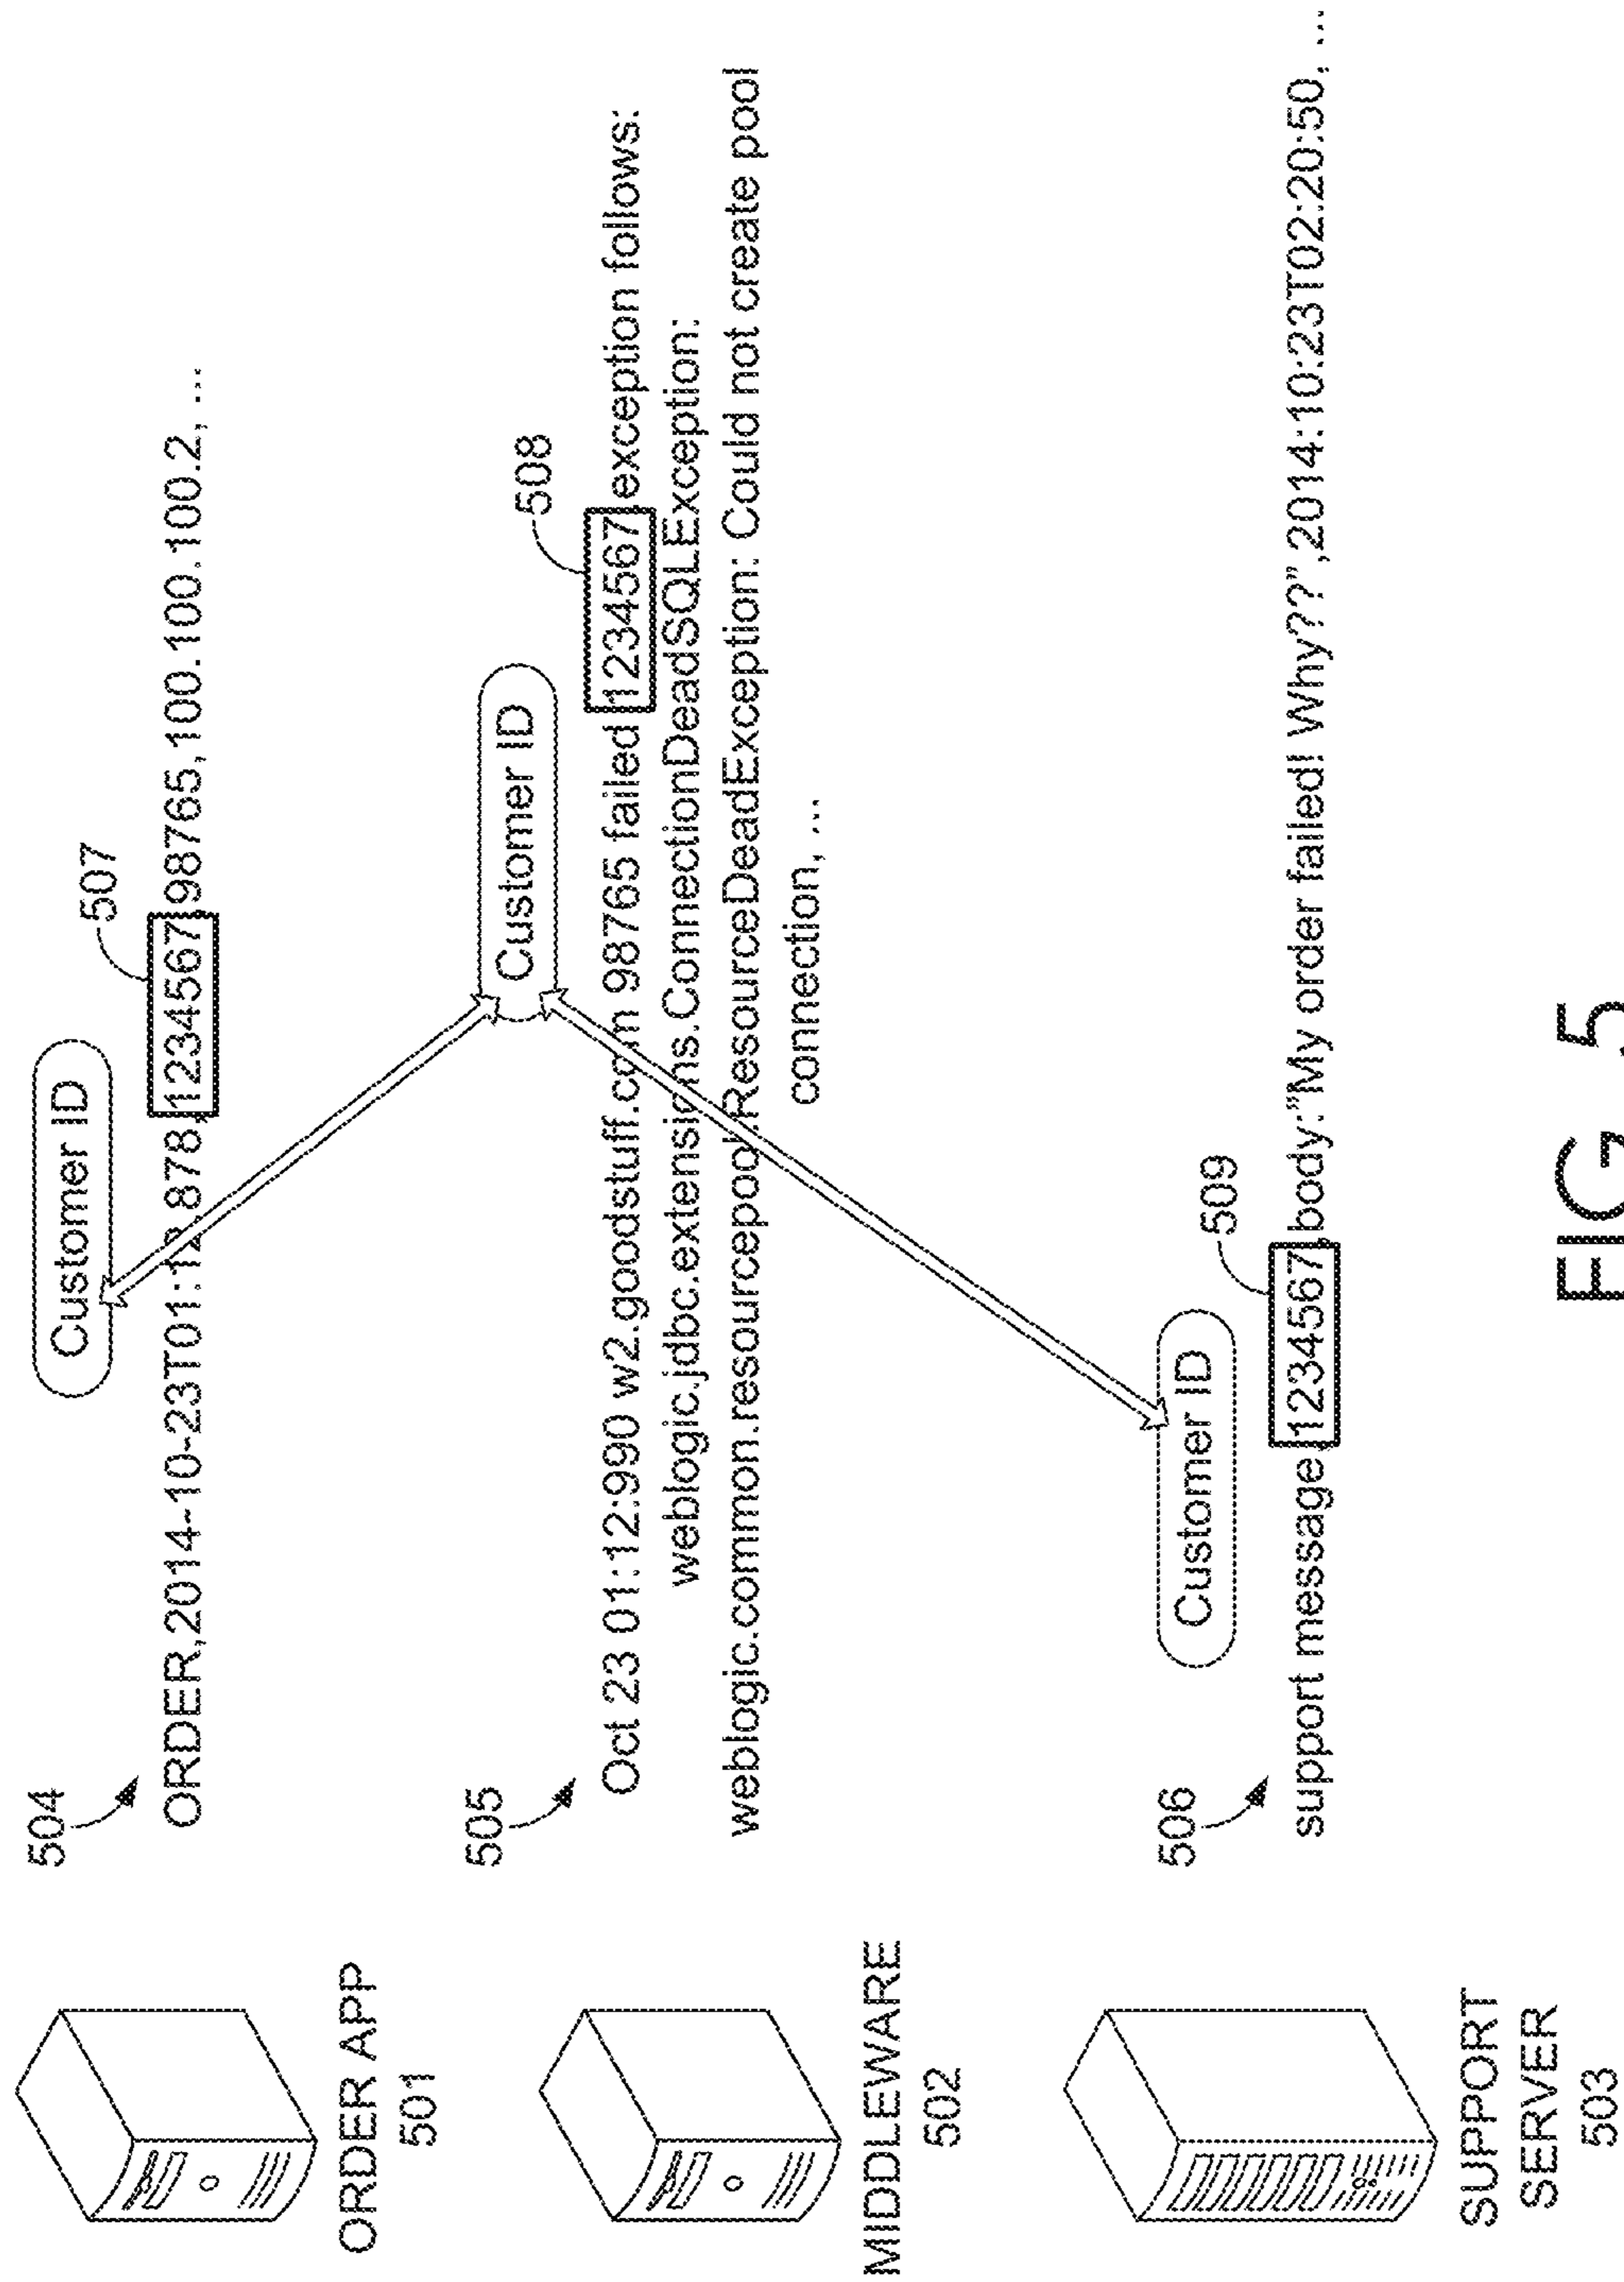 504
Customer ID
507
ORDER,2014-10-23T01:12.878,1234567,98765,100.100.100.2, ...
ORDER APP
501
505
Customer ID
508
Oct 23 01:12:990 w2.goodstuff.com 98765 failed 1234567 exception follows:
weblogic.jdbc.extensions.ConnectionDeadSQLException:
weblogic.common.resourcepool.ResourceDeadException: Could not create pool
connection, ...
MIDDLEWARE
502
506
Customer ID
509
support message 1234567,body:"My order failed! Why??",2014:10:23T02:20:50, ...
SUPPORT
SERVER
503
FIG. 5